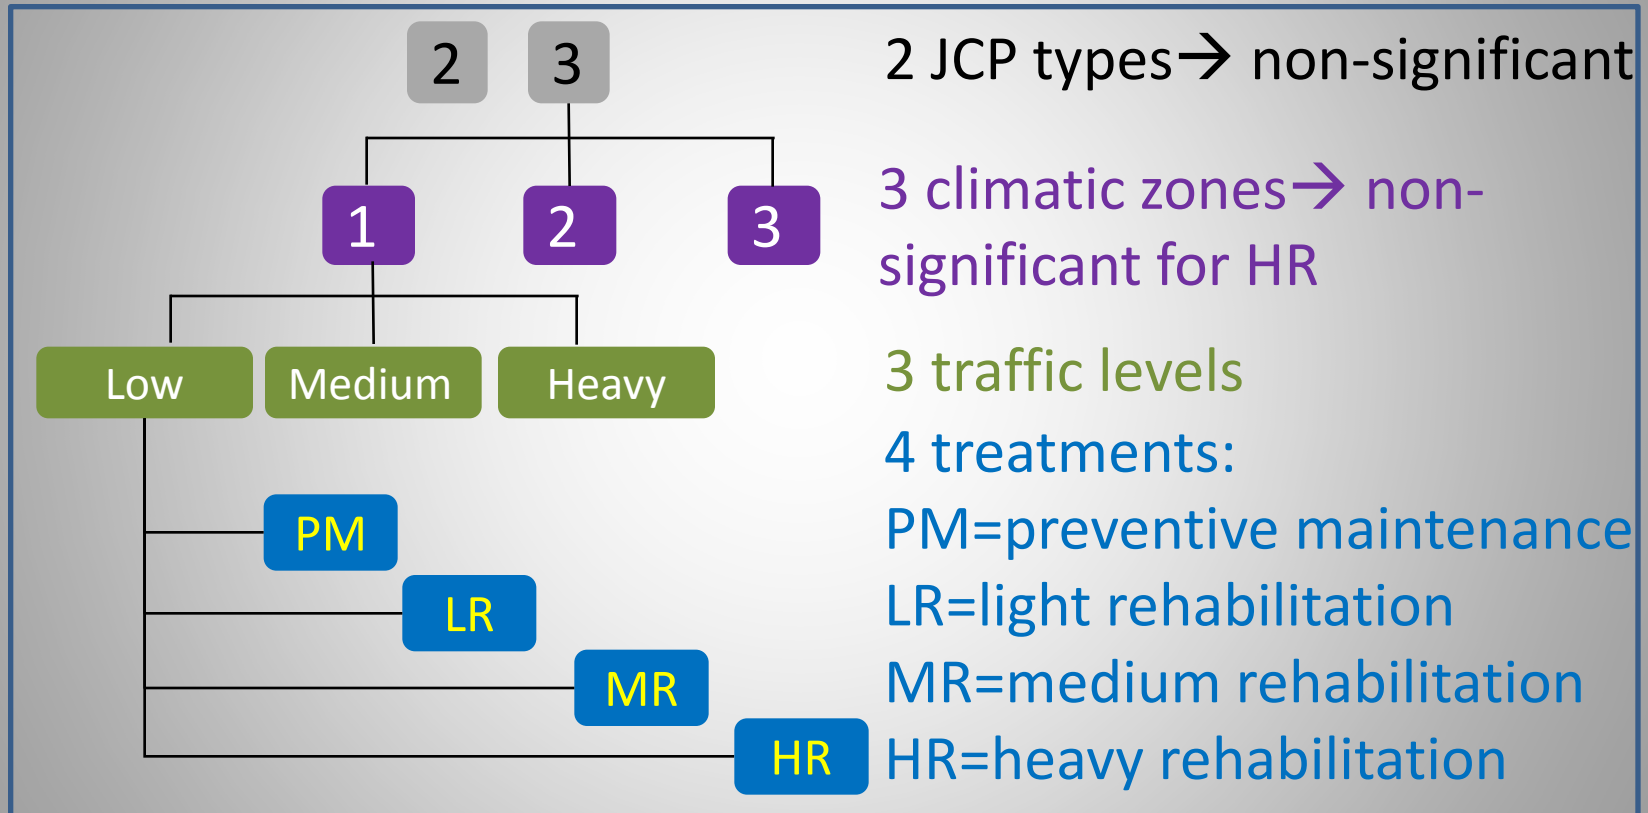 2 3
2 JCP types→ non-significant
1 2 3
3 climatic zones→ non-
significant for HR
Low Medium Heavy
3 traffic levels
4 treatments:
PM
PM=preventive maintenance
LR
LR=light rehabilitation
MR
MR=medium rehabilitation
HR
HR=heavy rehabilitation